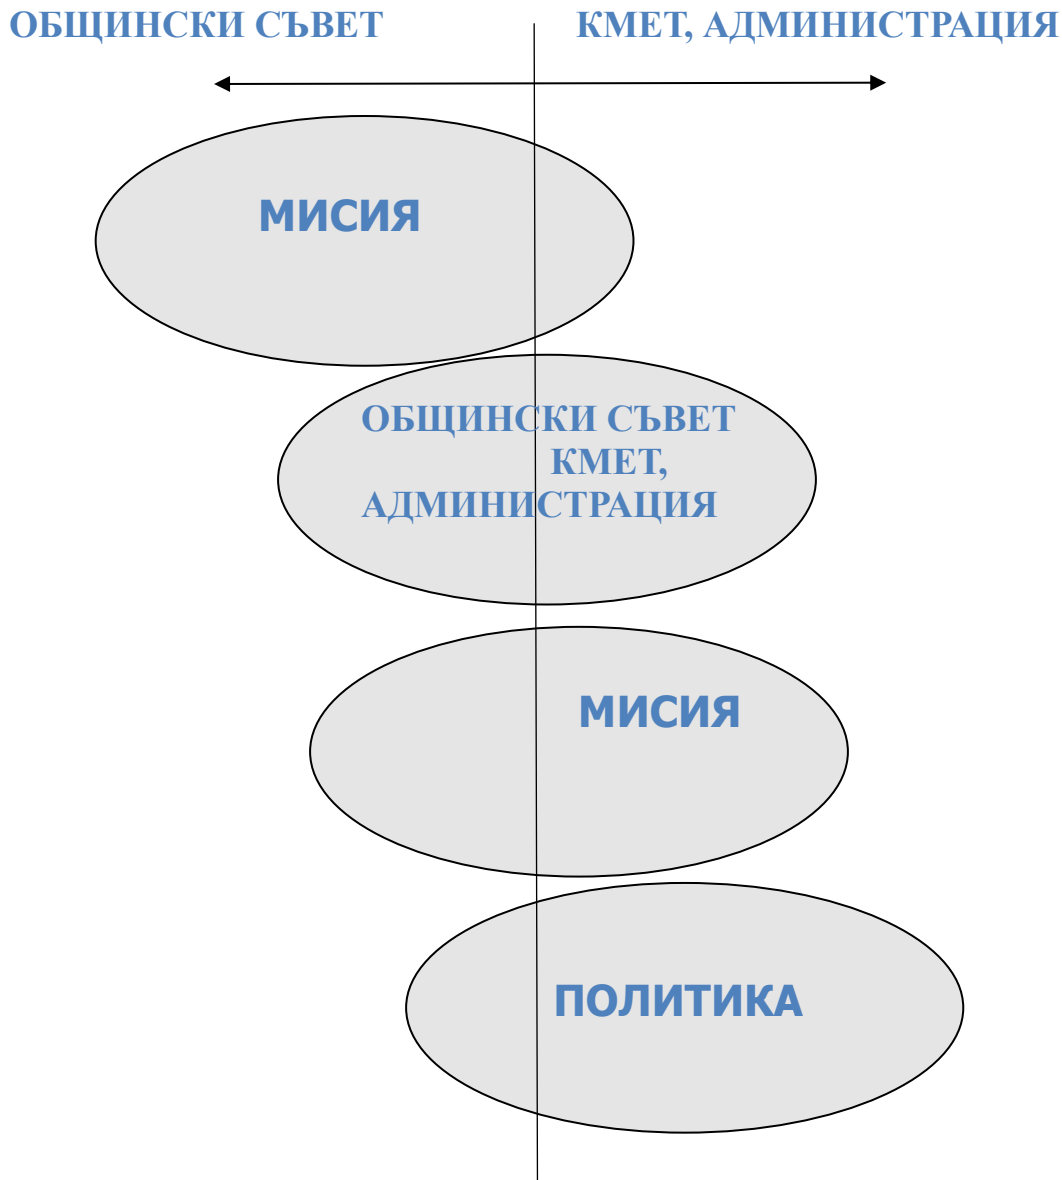 ОБЩИНСКИ СЪВЕТ
КМЕТ, АДМИНИСТРАЦИЯ
МИСИЯ
ОБЩИНСКИ СЪВЕТ
КМЕТ,
АДМИНИСТРАЦИЯ
МИСИЯ
ПОЛИТИКА